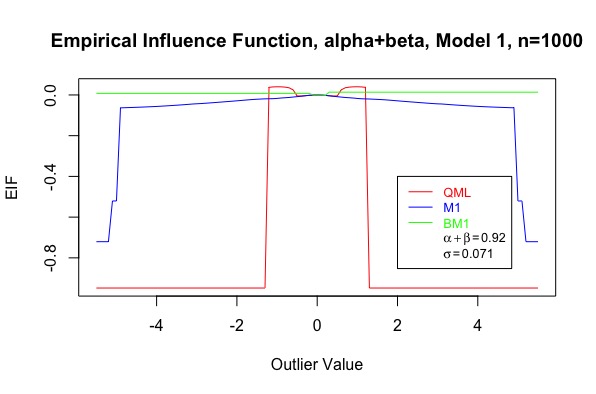 Empirical Influence Function, alpha+beta, Model 1, n=1000
EIF
0.0
-0.4
-0.8
QML
M1
BM1
α+β=0.92
σ=0.071
-4 -2 0 2 4
Outlier Value